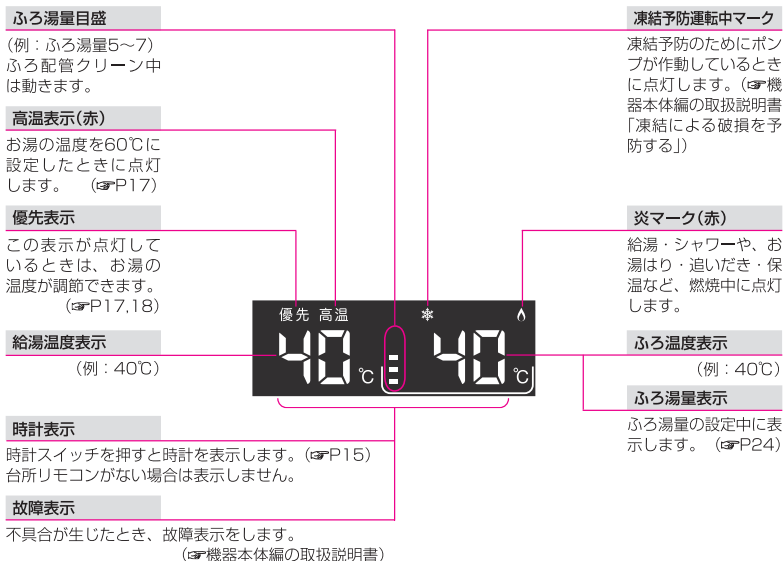 ふろ湯量目盛
(例：ふろ湯量5～7)
ふろ配管クリーン中
は動きます。
高温表示(赤)
お湯の温度を60℃に
設定したときに点灯
します。 (☞P17)
優先表示
この表示が点灯して
いるときは、お湯の
温度が調節できます。
(☞P17,18)
給湯温度表示
(例：40℃)
時計表示
時計スイッチを押すと時計を表示します。(☞P15)
台所リモコンがない場合は表示しません。
故障表示
不具合が生じたとき、故障表示をします。
(☞機器本体編の取扱説明書)
優先 高温
40℃ 40℃
凍結予防運転中マーク
凍結予防のためにポン
プが作動しているとき
に点灯します。(☞機
器本体編の取扱説明書
「凍結による破損を予
防する」)
炎マーク(赤)
給湯・シャワーや、お
湯はり・追いだき・保
温など、燃焼中に点灯
します。
ふろ温度表示
(例：40℃)
ふろ湯量表示
ふろ湯量の設定中に表
示します。 (☞P24)